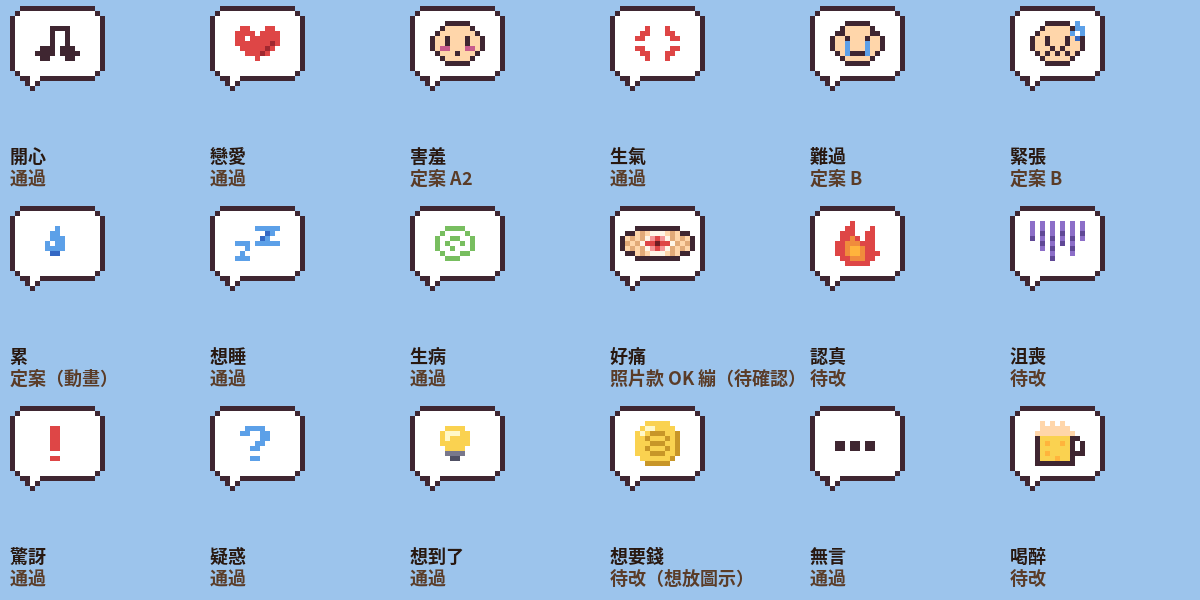 開心
通過
戀愛
通過
害羞
定案 A2
生氣
通過
難過
定案 B
緊張
定案 B
累
定案（動畫）
想睡
通過
生病
通過
好痛
照片款 OK 繃（待確認）
認真
待改
沮喪
待改
驚訝
通過
疑惑
通過
想到了
通過
想要錢
待改（想放圖示）
無言
通過
喝醉
待改